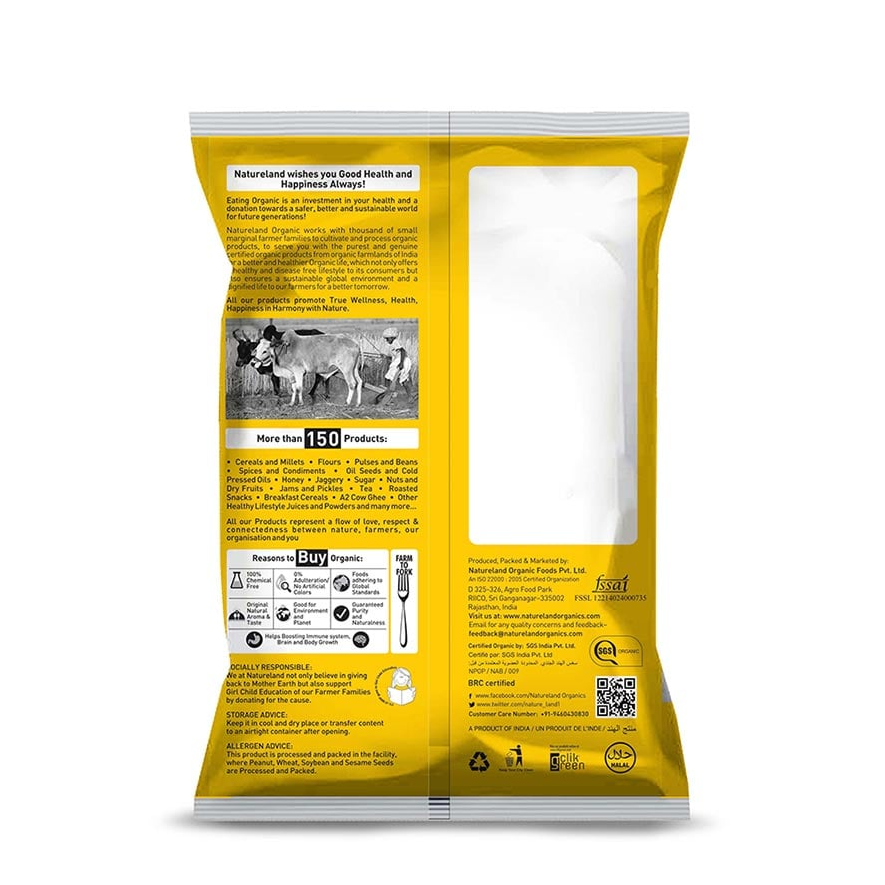 Natureland wishes you Good Health and
Happiness Always!
Eating Organic is an investment in your health and a
donation towards a safer, better and sustainable world
for future generations!
Natureland Organic works with thousand of small
marginal farmer families to cultivate and process organic
products, to serve you with the purest and genuine
certified organic products from organic farmlands of India
a better and healthier Organic life, which not only offers
healthy and disease free lifestyle to its consumers but
ensures a sustainable global environment and a
dignified life to our farmers for a better tomorrow.
All our products promote True Wellness, Health,
Happiness in Harmony with Nature.
More than 150 Products:
• Cereals and Millets • Flours • Pulses and Beans
• Spices and Condiments • Oil Seeds and Cold
Pressed Oils • Honey • Jaggery • Sugar • Nuts and
Dry Fruits • Jams and Pickles • Tea • Roasted
Snacks • Breakfast Cereals • A2 Cow Ghee • Other
Healthy Lifestyle Juices and Powders and many more...
All our Products represent a flow of love, respect &
connectedness between nature, farmers, our
organisation and you
Reasons to Buy Organic:
100%
Chemical
Free
0%
Adulteration/
No Artificial
Colors
Foods
adhering to
Global
Standards
Original
Natural
Aroma &
Taste
Good for
Environment
and
Planet
Guaranteed
Purity
and
Naturalness
Helps Boosting Immune system,
Brain and Body Growth
FARM
TO
FORK
SOCIALLY RESPONSIBLE:
We at Natureland not only believe in giving
back to Mother Earth but also support
Girl Child Education of our Farmer Families
by donating for the cause.
STORAGE ADVICE:
Keep it in cool and dry place or transfer content
to an airtight container after opening.
ALLERGEN ADVICE:
This product is processed and packed in the facility,
where Peanut, Wheat, Soybean and Sesame Seeds
are Processed and Packed.
Produced, Packed & Marketed by:
Natureland Organic Foods Pvt. Ltd.
An ISO 22000 : 2005 Certified Organization
D 325-326, Agro Food Park
RIICO, Sri Ganganagar-335002
Rajasthan, India
fssai
FSSL 12214024000735
Visit us at: www.naturelandorganics.com
Email for any quality concerns and feedback-
feedback@naturelandorganics.com
Certified Organic by: SGS India Pvt. Ltd.
Certifie par: SGS India Pvt. Ltd
NPOP / NAB / 009
SGS ORGANIC
BRC certified
www.facebook.com/Natureland Organics
www.twitter.com/nature_land1
Customer Care Number: +91-9460430830
A PRODUCT OF INDIA / UN PRODUIT DE L'INDE / منتج الهند
Keep Your City Clean
clik
green
حلال
HALAL